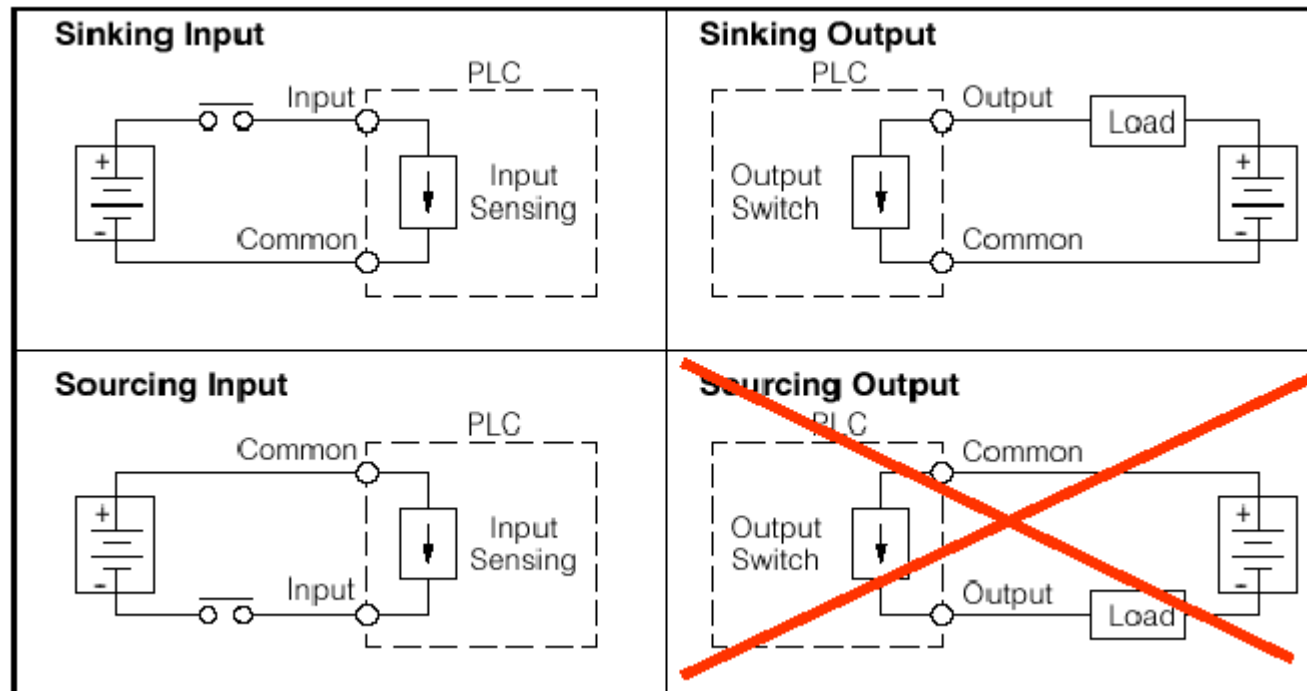 Sinking Input
PLC
Input
+
Input
Sensing
-
Common
Sinking Output
PLC
Output
Load
+
Output
Switch
-
Common
Sourcing Input
PLC
Common
+
Input
Sensing
-
Input
Sourcing Output
PLC
Common
+
Output
Switch
-
Output
Load